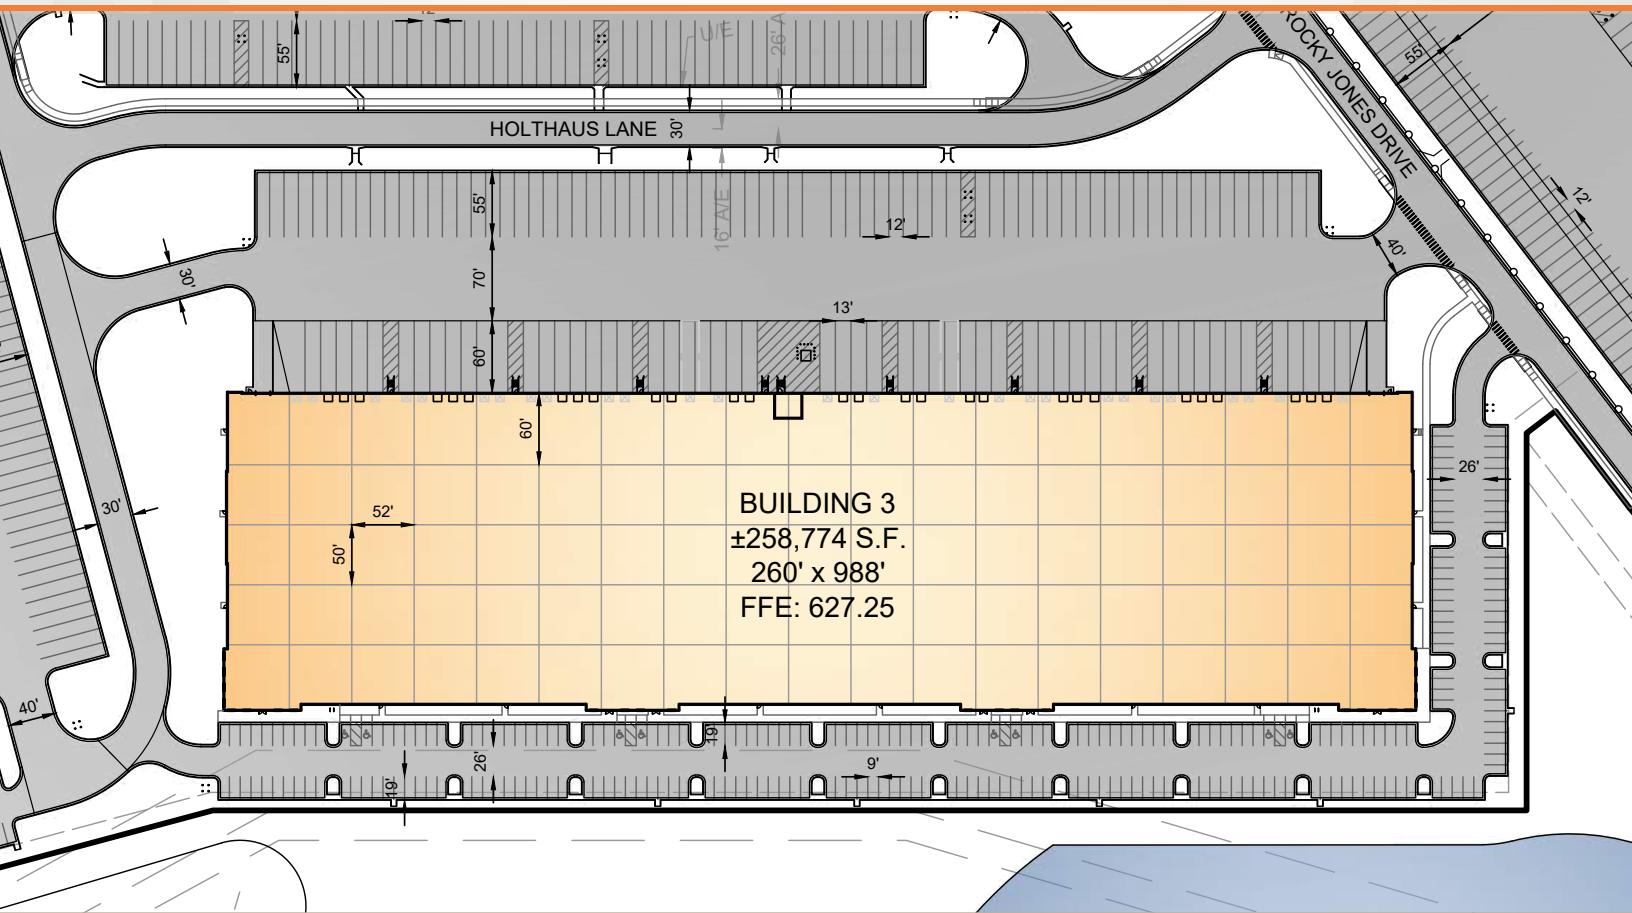 55'
U/E
26' A
ROCKY JONES DRIVE
55'
HOLTHAUS LANE
30'
12'
55'
16' A/E
12'
40'
30'
70'
13'
60'
60'
26'
BUILDING 3
±258,774 S.F.
260' x 988'
FFE: 627.25
52'
50'
30'
40'
19'
26'
9'
19'